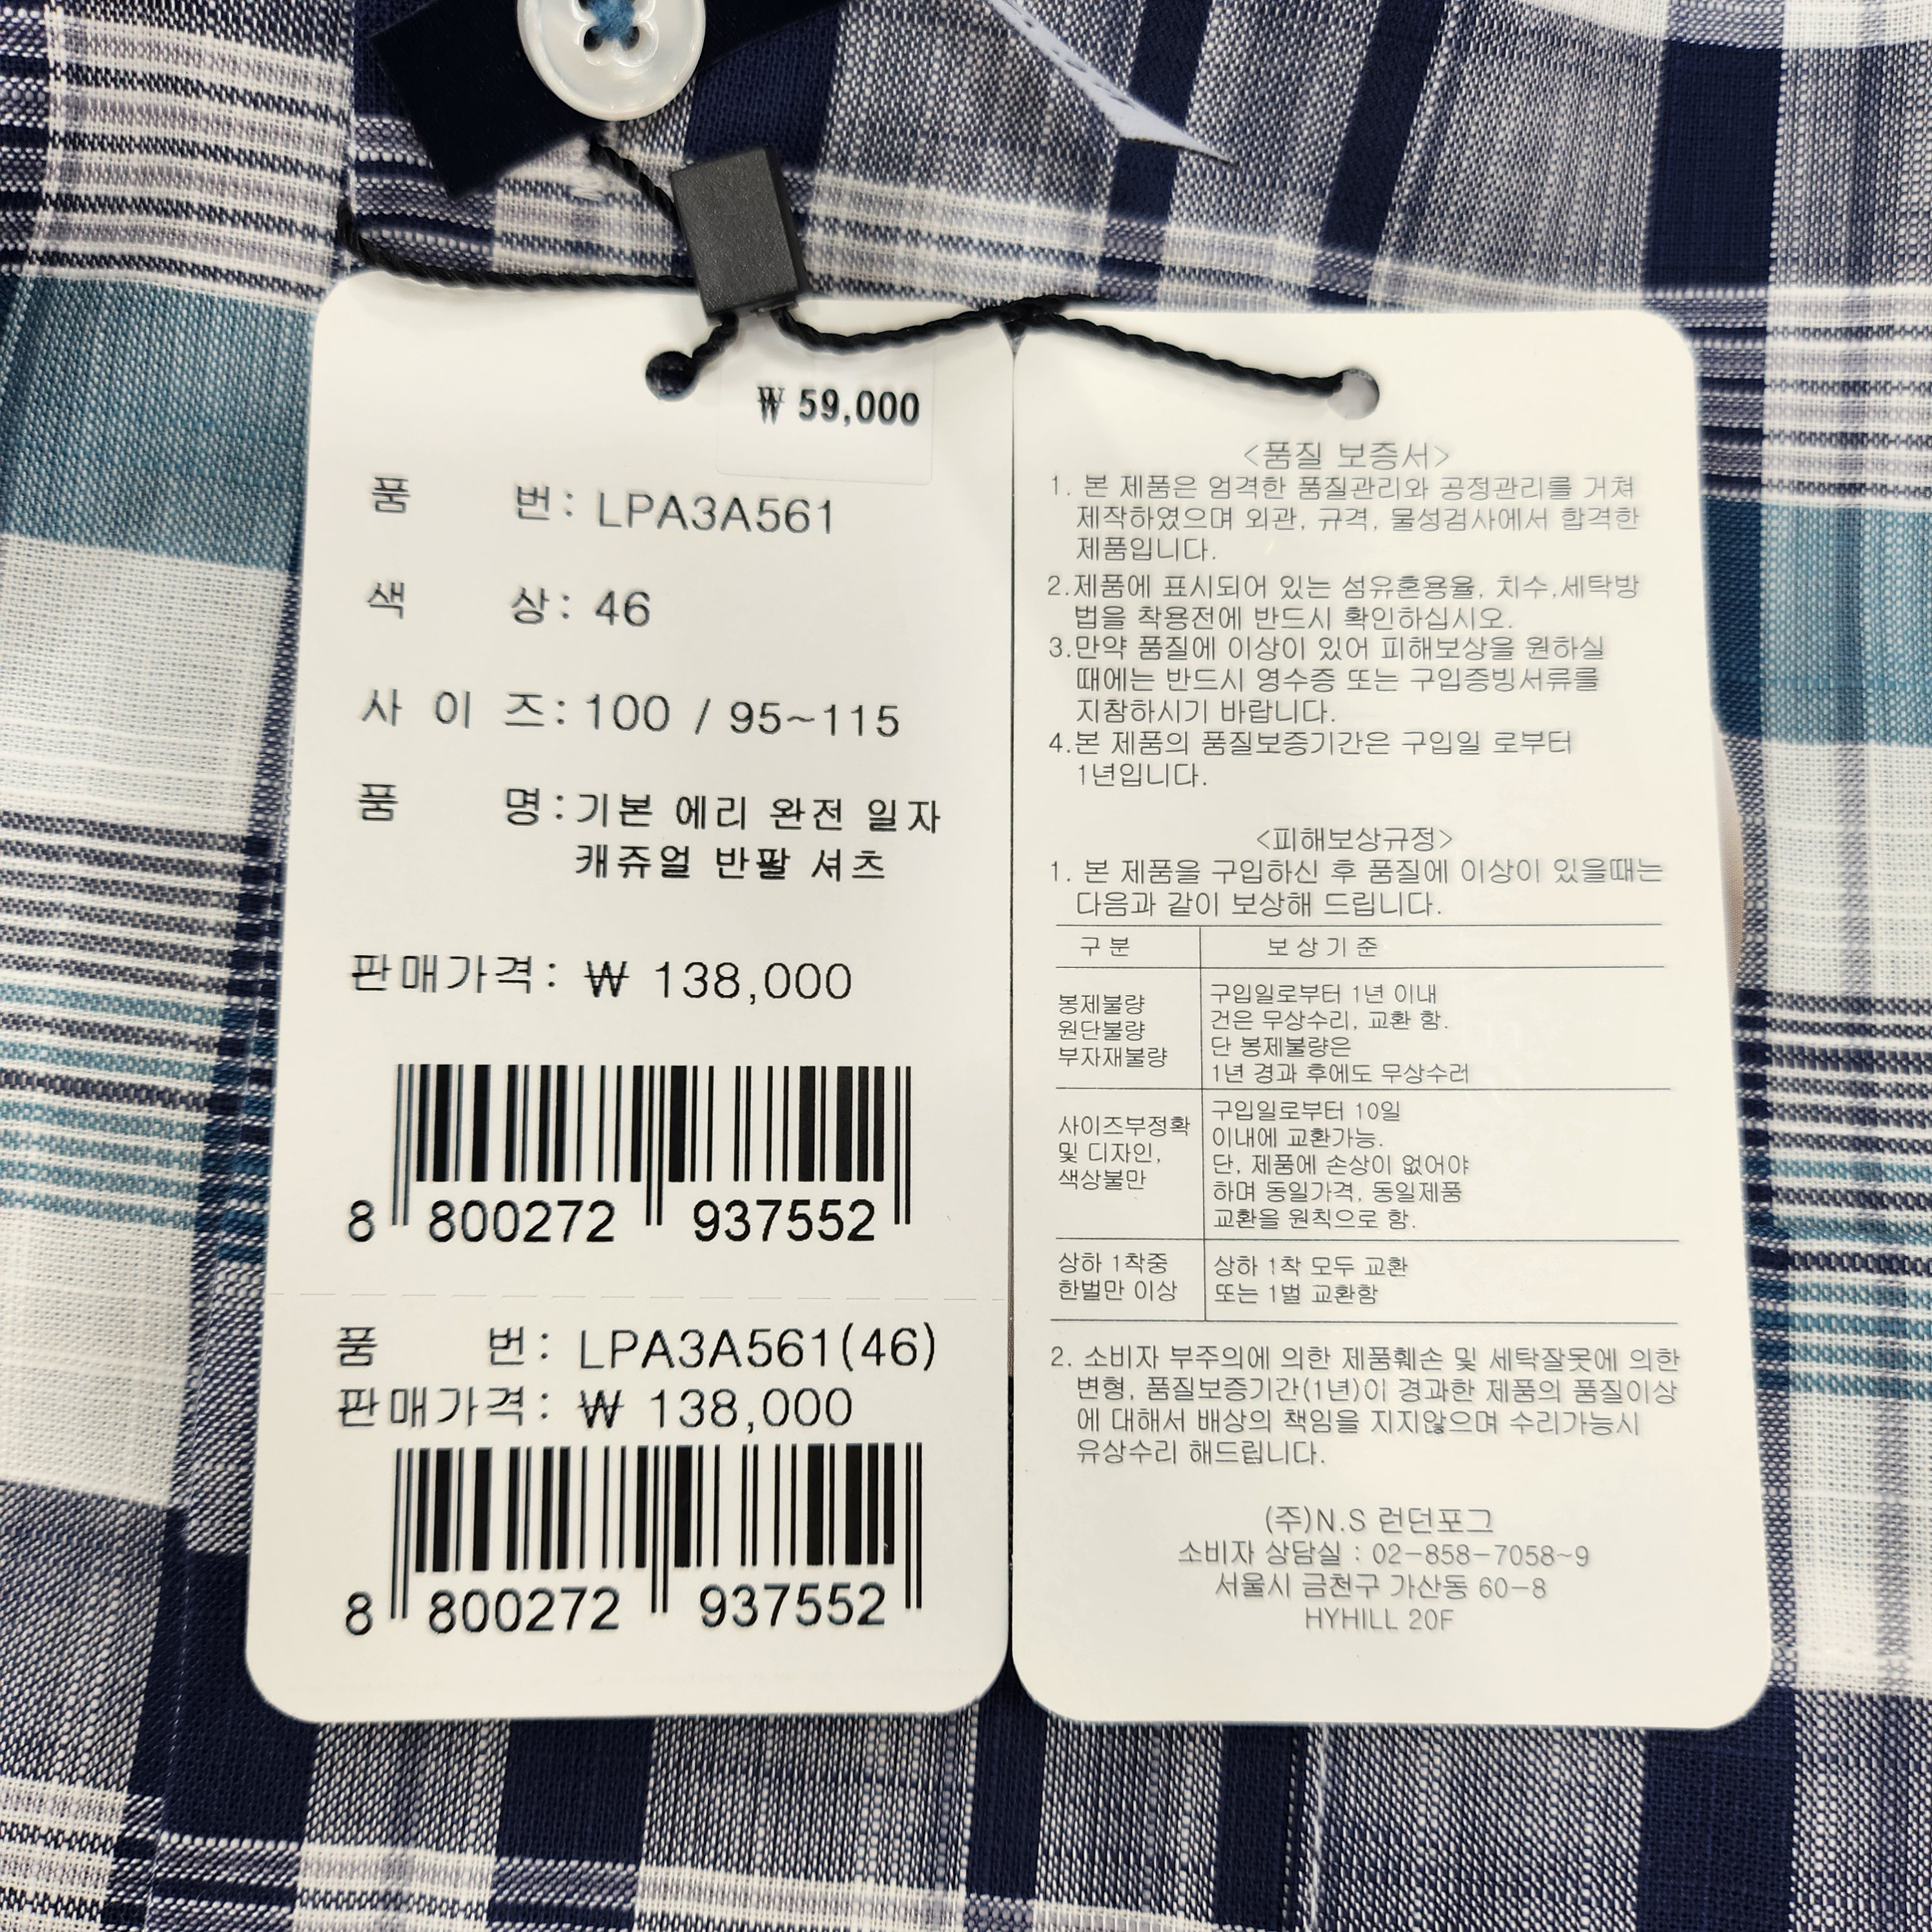 ₩ 59,000
품 번: LPA3A561
색 상: 46
사 이 즈: 100 / 95~115
품 명: 기본 에리 완전 일자
캐쥬얼 반팔 셔츠
판매가격: ₩ 138,000
8 800272 937552
품 번: LPA3A561(46)
판매가격: ₩ 138,000
8 800272 937552
<품질 보증서>
1. 본 제품은 엄격한 품질관리와 공정관리를 거쳐
제작하였으며 외관, 규격, 물성검사에서 합격한
제품입니다.
2.제품에 표시되어 있는 섬유혼용율, 치수,세탁방
법을 착용전에 반드시 확인하십시오.
3.만약 품질에 이상이 있어 피해보상을 원하실
때에는 반드시 영수증 또는 구입증빙서류를
지참하시기 바랍니다.
4.본 제품의 품질보증기간은 구입일 로부터
1년입니다.
<피해보상규정>
1. 본 제품을 구입하신 후 품질에 이상이 있을때는
다음과 같이 보상해 드립니다.
구 분 보 상 기 준
봉제불량
원단불량
부자재불량
구입일로부터 1년 이내
건은 무상수리, 교환 함.
단 봉제불량은
1년 경과 후에도 무상수러
사이즈부정확
및 디자인,
색상불만
구입일로부터 10일
이내에 교환가능.
단, 제품에 손상이 없어야
하며 동일가격, 동일제품
교환을 원칙으로 함.
상하 1착중
한벌만 이상
상하 1착 모두 교환
또는 1벌 교환함
2. 소비자 부주의에 의한 제품훼손 및 세탁잘못에 의한
변형, 품질보증기간(1년)이 경과한 제품의 품질이상
에 대해서 배상의 책임을 지지않으며 수리가능시
유상수리 해드립니다.
(주)N.S 런던포그
소비자 상담실 : 02-858-7058~9
서울시 금천구 가산동 60-8
HYHILL 20F